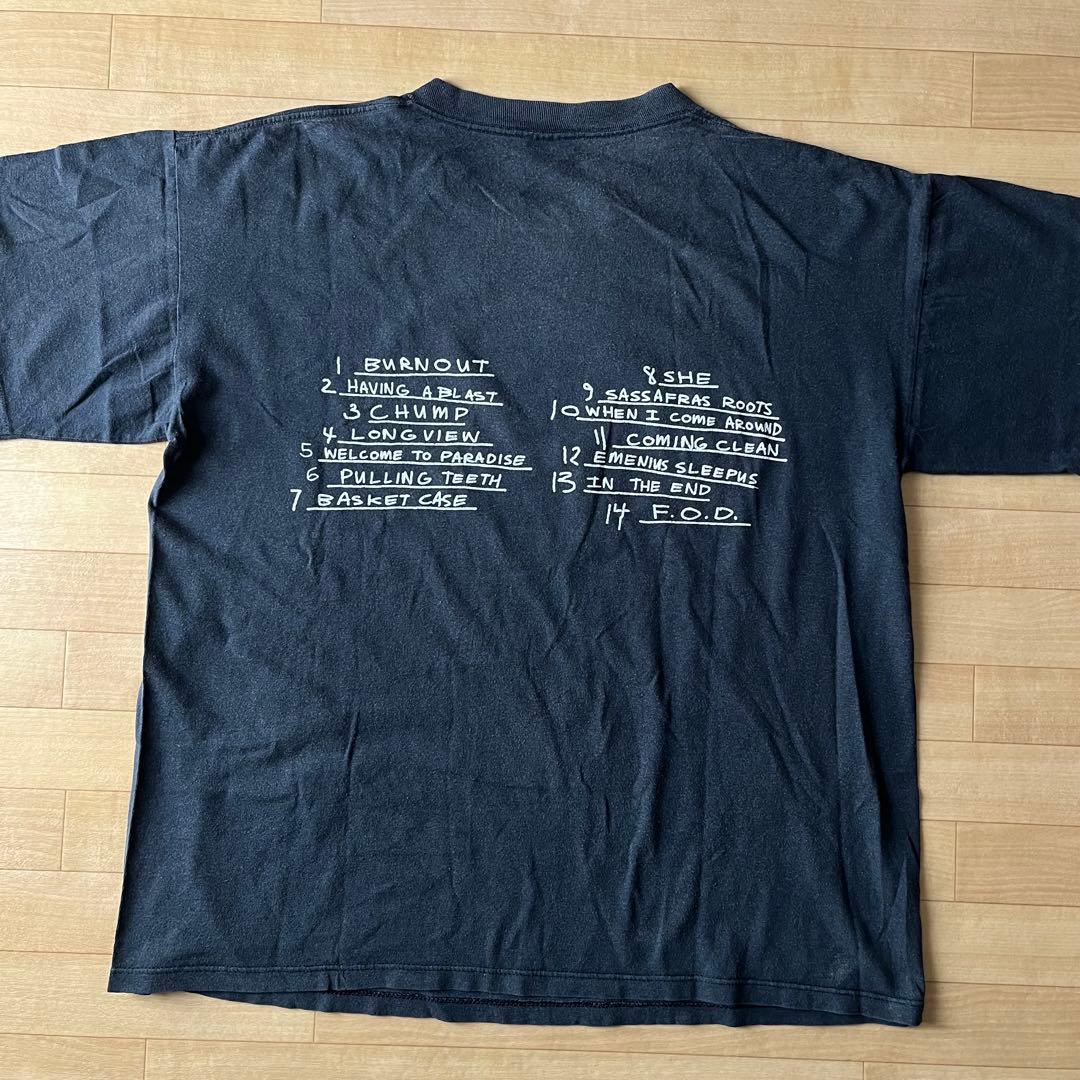 1 BURNOUT
2 HAVING A BLAST
3 CHUMP
4 LONGVIEW
5 WELCOME TO PARADISE
6 PULLING TEETH
7 BASKET CASE
8 SHE
9 SASSAFRAS ROOTS
10 WHEN I COME AROUND
11 COMING CLEAN
12 EMENIUS SLEEPUS
13 IN THE END
14 F.O.D.